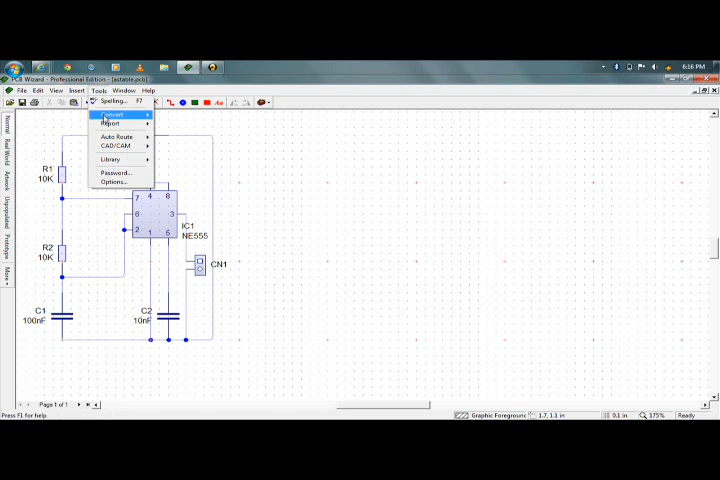 6:16 PM
PCB Wizard - Professional Edition - [astable.pcb]
File Edit View Insert Tools Window Help
Spelling... F7
Convert
Report
Auto Route
CAD/CAM
Library
Password...
Options...
Normal
Real World
Artwork
Unpopulated
Prototype
More
R1
10K
R2
10K
C1
100nF
C2
10nF
7
6
2
4 8
3
1 5
IC1
NE555
CN1
Page 1 of 1
Press F1 for Help
Graphic Foreground
1.7, 1.1 in
0.1 in
175%
Ready